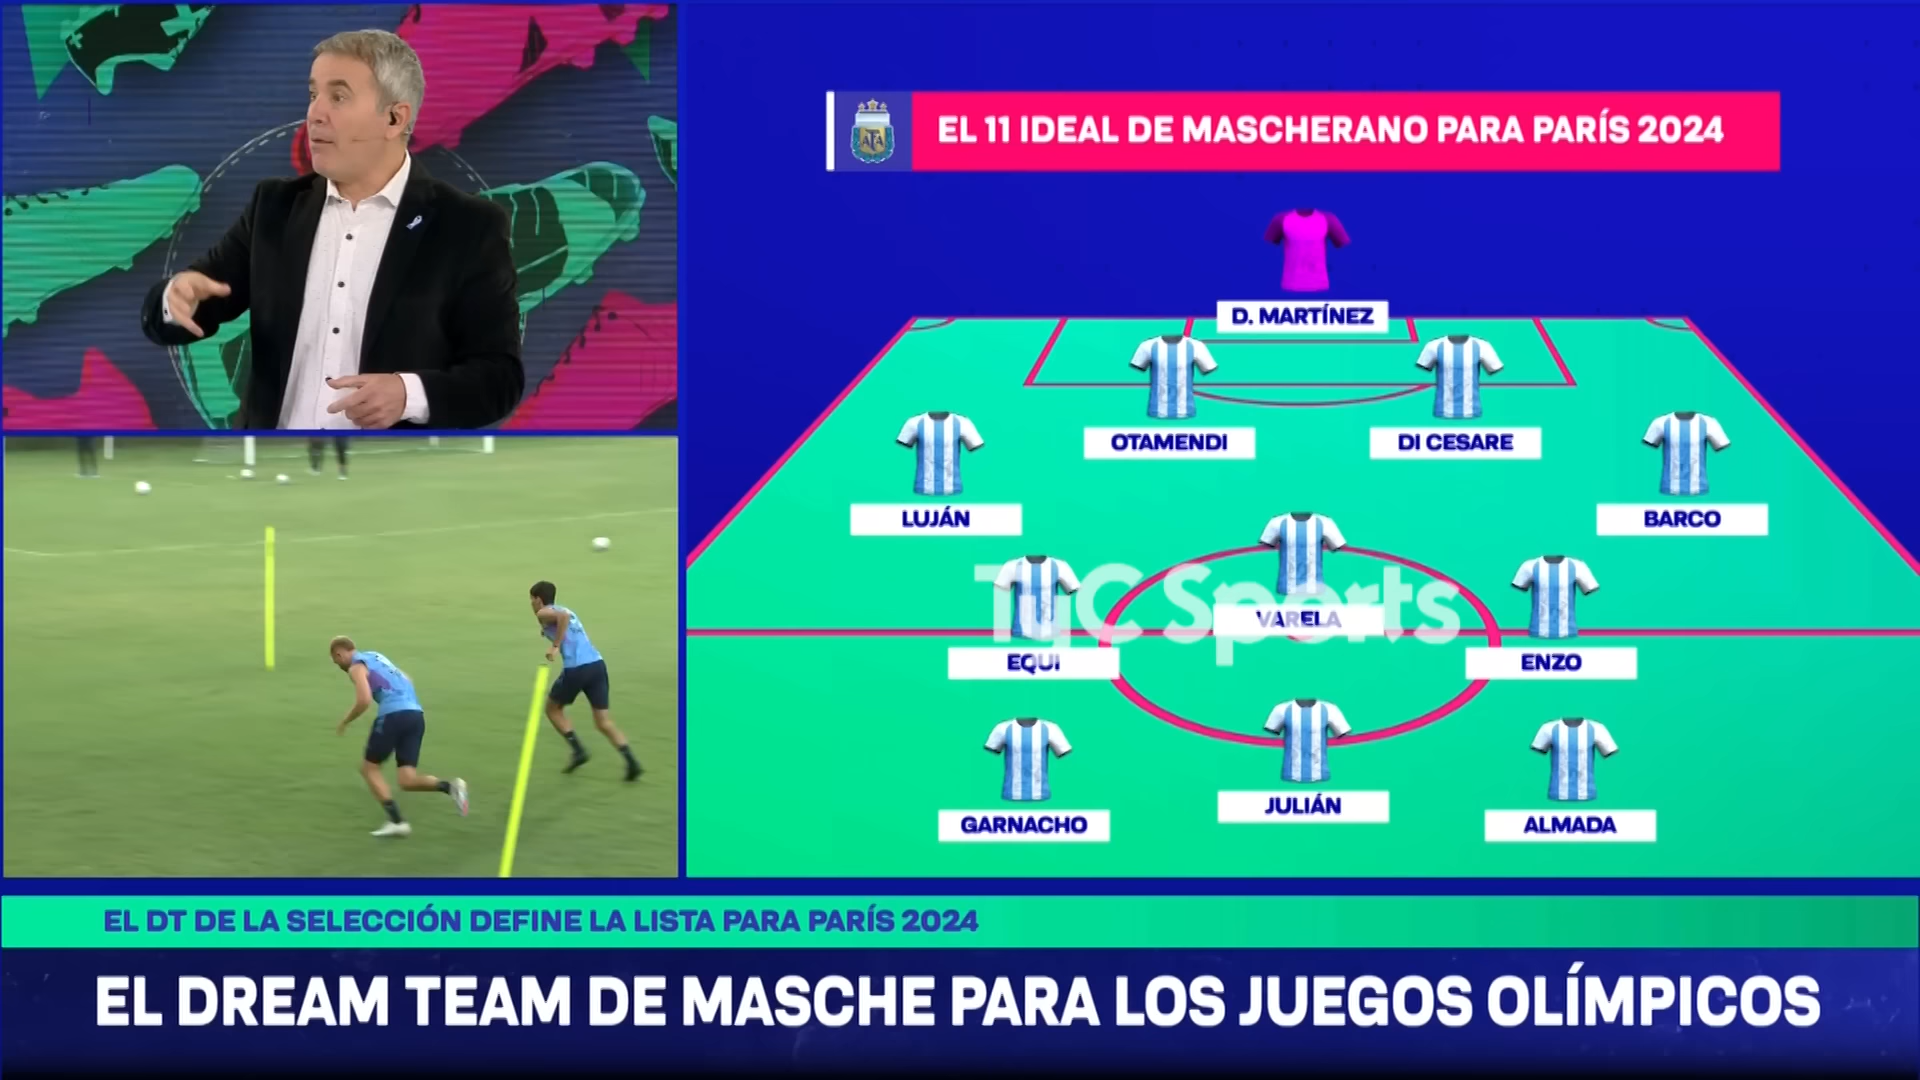 EL 11 IDEAL DE MASCHERANO PARA PARÍS 2024
D. MARTÍNEZ
OTAMENDI
DI CESARE
LUJÁN
BARCO
VARELA
TyC Sports
EQUI
ENZO
GARNACHO
JULIÁN
ALMADA
EL DT DE LA SELECCIÓN DEFINE LA LISTA PARA PARÍS 2024
EL DREAM TEAM DE MASCHE PARA LOS JUEGOS OLÍMPICOS